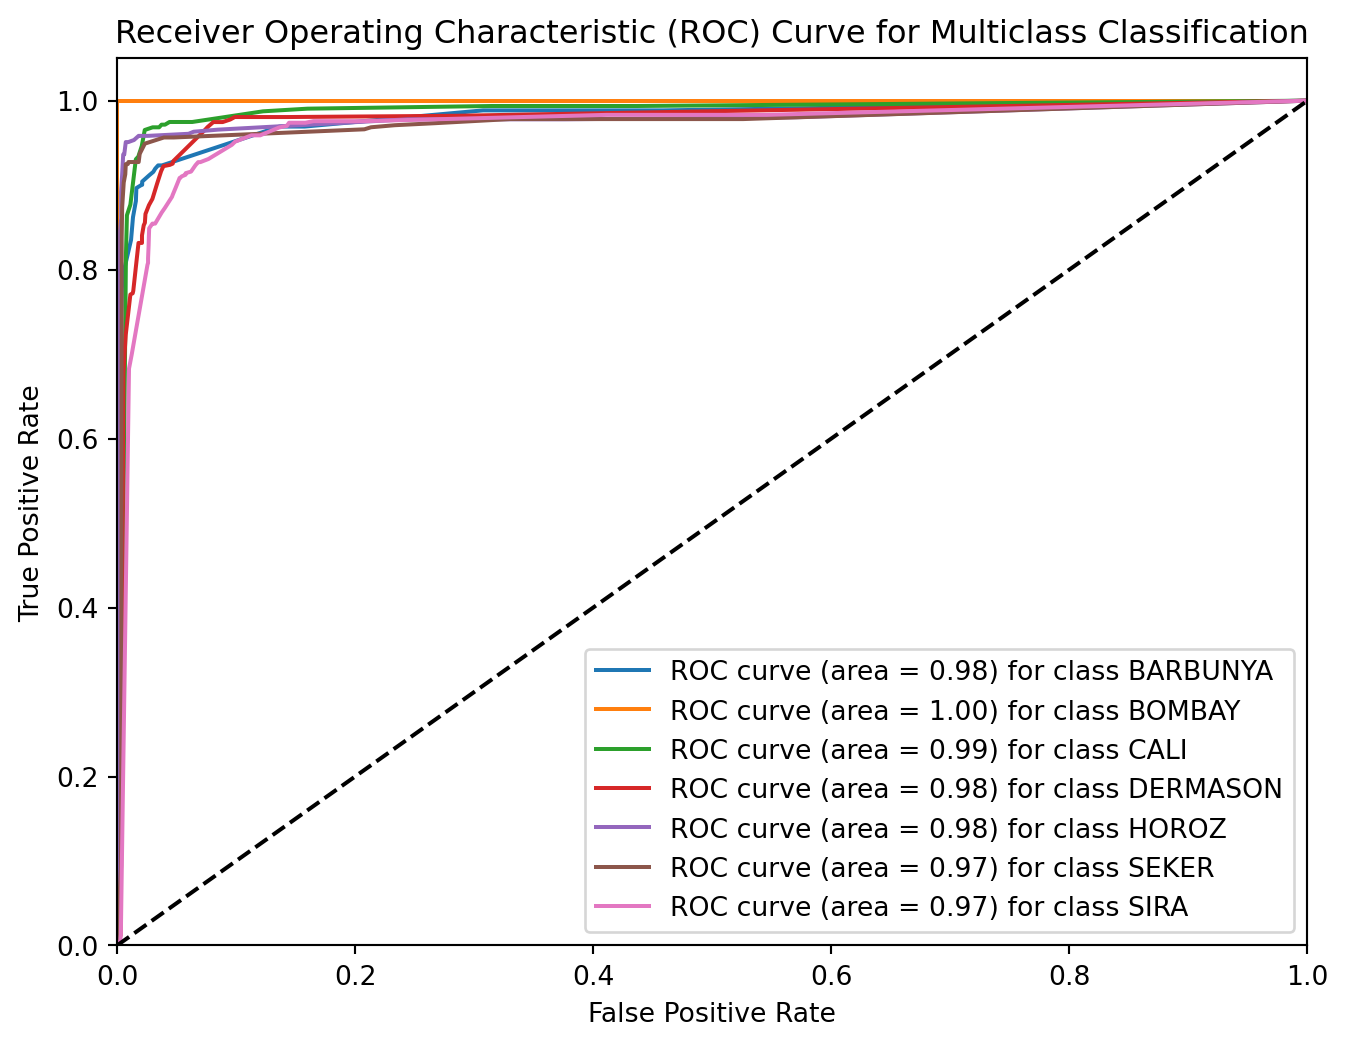 Receiver Operating Characteristic (ROC) Curve for Multiclass Classification
1.0
0.8
0.6
0.4
0.2
0.0
True Positive Rate
ROC curve (area = 0.98) for class BARBUNYA
ROC curve (area = 1.00) for class BOMBAY
ROC curve (area = 0.99) for class CALI
ROC curve (area = 0.98) for class DERMASON
ROC curve (area = 0.98) for class HOROZ
ROC curve (area = 0.97) for class SEKER
ROC curve (area = 0.97) for class SIRA
0.0 0.2 0.4 0.6 0.8 1.0
False Positive Rate